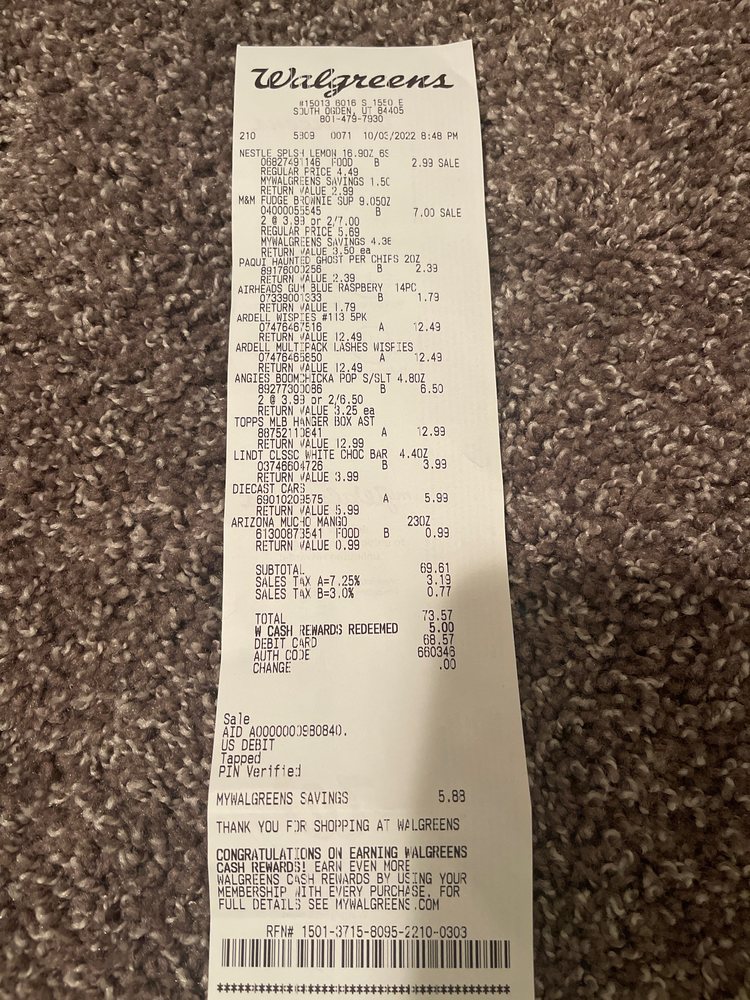 Walgreens
#15013 6016 S 1550 E
SOUTH OGDEN, UT 84405
801-479-7930
210 5809 0071 10/03/2022 8:48 PM
NESTLE SPLSH LEMON 16.9OZ 6S
06827491146 FOOD B 2.99 SALE
REGULAR PRICE 4.49
MYWALGREENS SAVINGS 1.50
RETURN VALUE 2.99
M&M FUDGE BROWNIE SUP 9.05OZ
04000055545 B 7.00 SALE
2 @ 3.99 or 2/7.00
REGULAR PRICE 5.69
MYWALGREENS SAVINGS 4.38
RETURN VALUE 3.50 ea
PAQUI HAUNTED GHOST PER CHIPS 2OZ
89176000256 B 2.39
RETURN VALUE 2.39
AIRHEADS GUM BLUE RASPBERY 14PC
07339001333 B 1.79
RETURN VALUE 1.79
ARDELL WISPIES #113 5PK
07476467516 A 12.49
RETURN VALUE 12.49
ARDELL MULTIPACK LASHES WISPIES
07476465650 A 12.49
RETURN VALUE 12.49
ANGIES BOOMCHICKA POP S/SLT 4.8OZ
89277300086 B 6.50
2 @ 3.99 or 2/6.50
RETURN VALUE 3.25 ea
TOPPS MLB HANGER BOX AST
88752110841 A 12.99
RETURN VALUE 12.99
LINDT CLSSC WHITE CHOC BAR 4.4OZ
03746604726 B 3.99
RETURN VALUE 3.99
DIECAST CARS
69010209575 A 5.99
RETURN VALUE 5.99
ARIZONA MUCHO MANGO 23OZ
61300873541 FOOD B 0.99
RETURN VALUE 0.99
SUBTOTAL 69.61
SALES TAX A=7.25% 3.19
SALES TAX B=3.0% 0.77
TOTAL 73.57
W CASH REWARDS REDEEMED 5.00
DEBIT CARD 68.57
AUTH CODE 660346
CHANGE .00
Sale
AID A0000000980840.
US DEBIT
Tapped
PIN Verified
MYWALGREENS SAVINGS 5.88
THANK YOU FOR SHOPPING AT WALGREENS
CONGRATULATIONS ON EARNING WALGREENS
CASH REWARDS! EARN EVEN MORE
WALGREENS CASH REWARDS BY USING YOUR
MEMBERSHIP WITH EVERY PURCHASE. FOR
FULL DETAILS SEE MYWALGREENS.COM
RFN# 1501-3715-8095-2210-0303
************************************